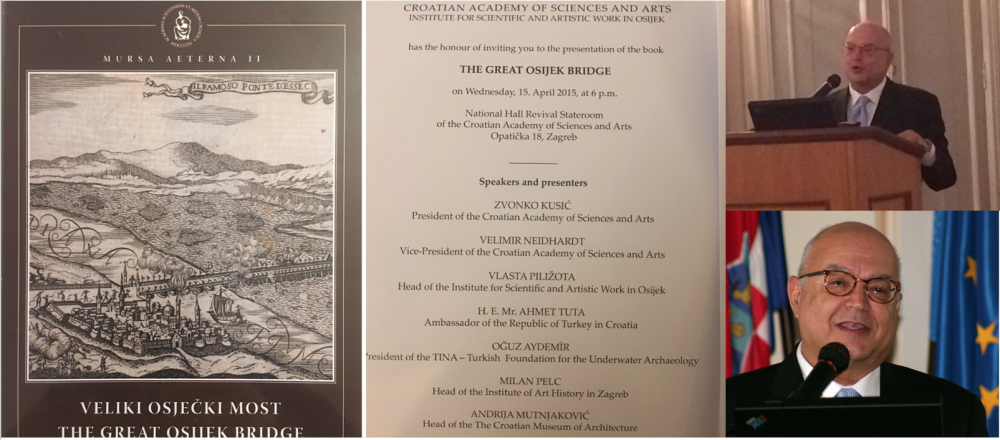 MURSA AETERNA II
IL FAMOSO PONTE D'ESSECH
VELIKI OSJEČKI MOST
THE GREAT OSIJEK BRIDGE
CROATIAN ACADEMY OF SCIENCES AND ARTS
INSTITUTE FOR SCIENTIFIC AND ARTISTIC WORK IN OSIJEK
has the honour of inviting you to the presentation of the book
THE GREAT OSIJEK BRIDGE
on Wednesday, 15. April 2015, at 6 p.m.
National Hall Revival Stateroom
of the Croatian Academy of Sciences and Arts
Opatička 18, Zagreb
Speakers and presenters
ZVONKO KUSIĆ
President of the Croatian Academy of Sciences and Arts
VELIMIR NEIDHARDT
Vice-President of the Croatian Academy of Sciences and Arts
VLASTA PILIŽOTA
Head of the Institute for Scientific and Artistic Work in Osijek
H. E. Mr. AHMET TUTA
Ambassador of the Republic of Turkey in Croatia
OĞUZ AYDEMİR
President of the TINA – Turkish Foundation for the Underwater Archaeology
MILAN PELC
Head of the Institute of Art History in Zagreb
ANDRIJA MUTNJAKOVIĆ
Head of the The Croatian Museum of Architecture